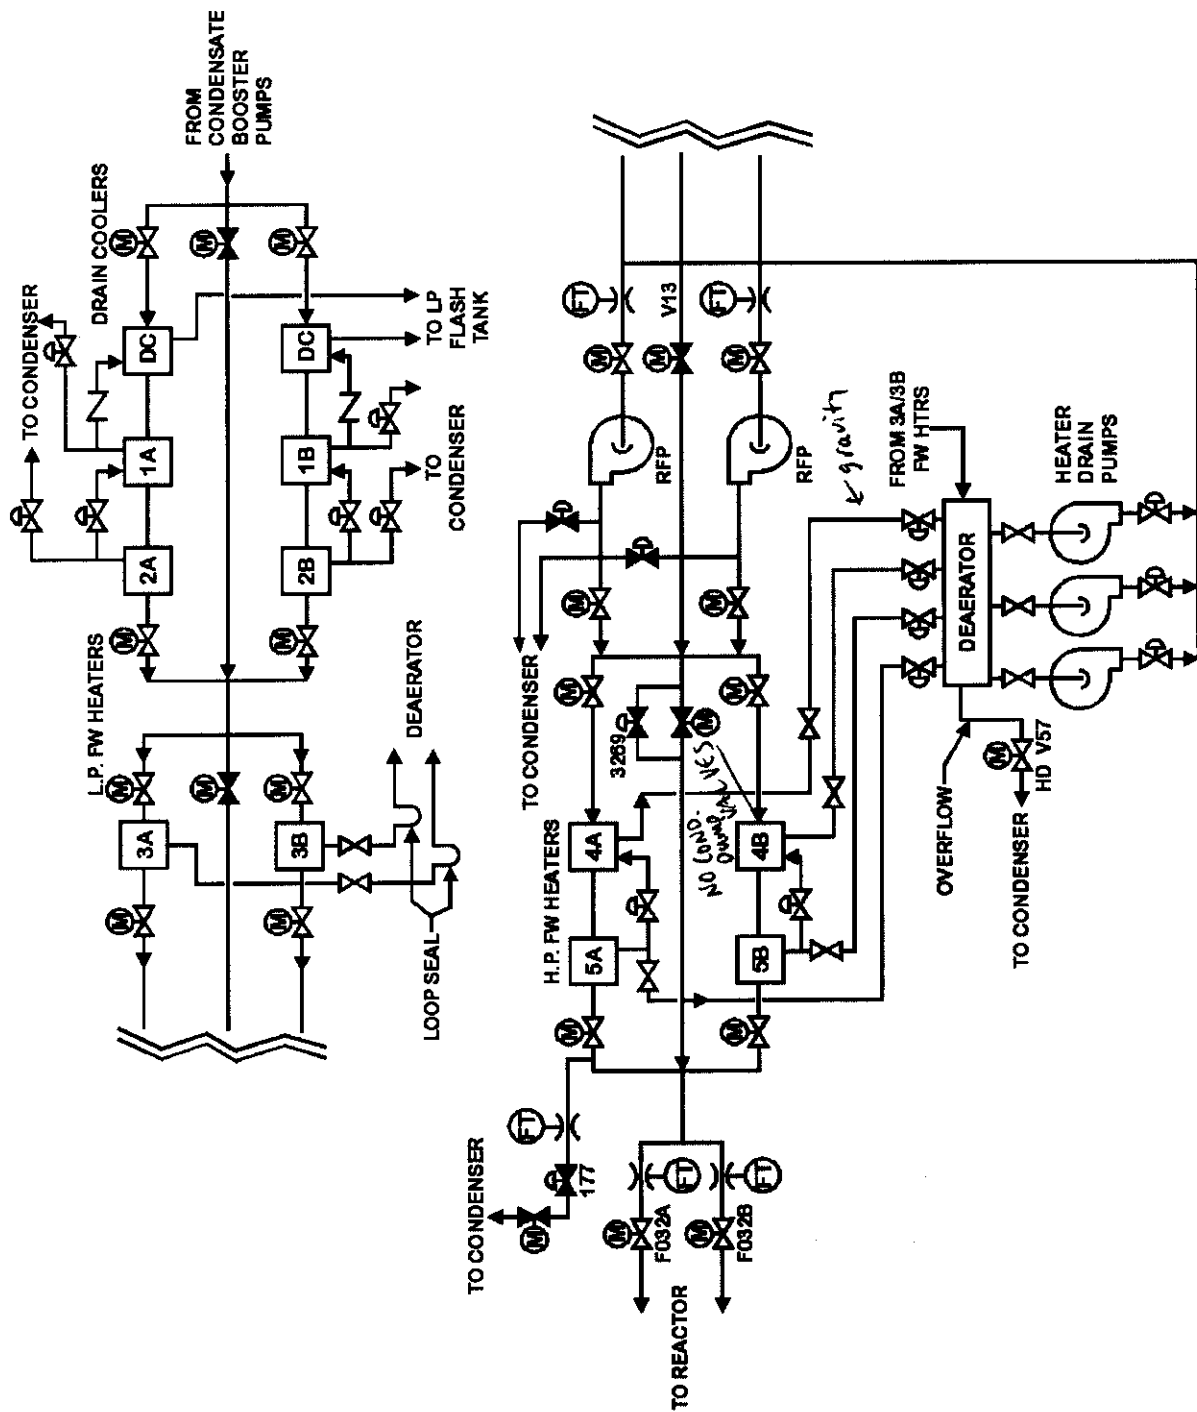 FROM
CONDENSATE
BOOSTER
PUMPS
DRAIN COOLERS
TO CONDENSER
M
M
M
DC
DC
TO LP
FLASH
TANK
1A
1B
TO
CONDENSER
2A
2B
M
M
L.P. FW HEATERS
M
M
M
3A
3B
DEAERATOR
M
M
LOOP SEAL
FT
V13
FT
M
M
M
RFP
RFP
D
D
TO CONDENSER
M
M
M
M
3269
M
NO COND.
DUMP
VALVES
H.P. FW HEATERS
4A
4B
5A
5B
M
M
FT
TO CONDENSER
177
M
FT
FT
M
M
F032A
F032B
TO REACTOR
gravity
FROM 3A/3B
FW HTRS
DEAERATOR
HEATER
DRAIN
PUMPS
D
D
D
OVERFLOW
M
HD V57
TO CONDENSER